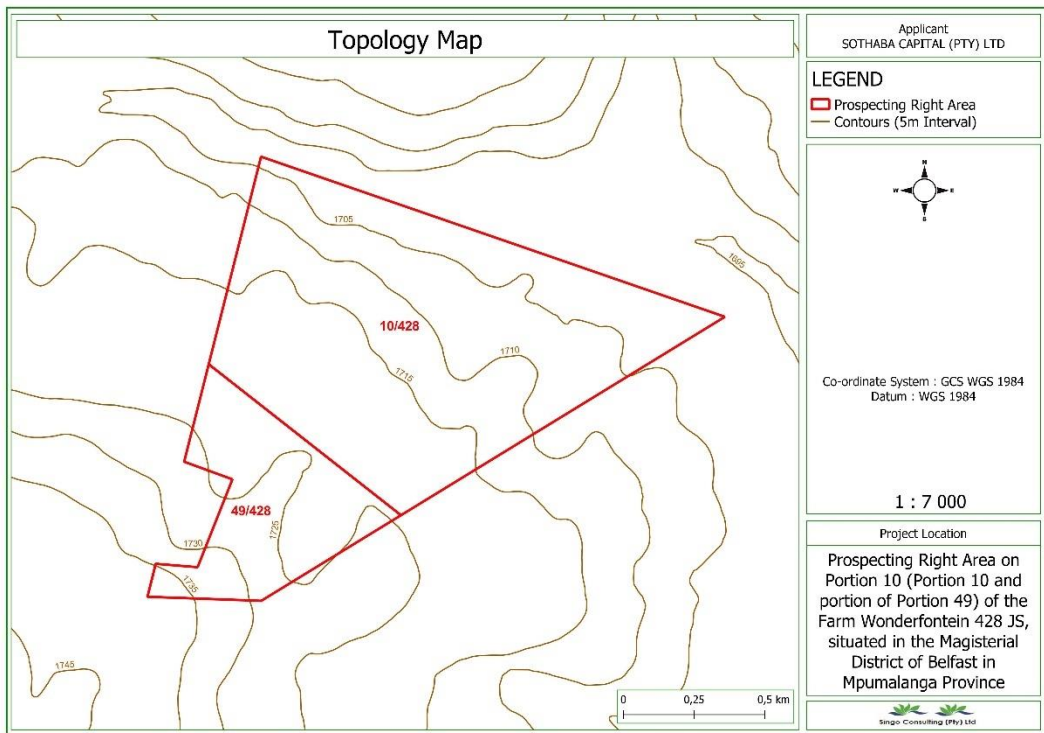 Topology Map
1705
1695
10/428
1710
1715
49/428
1725
1730
1735
1745
0 0,25 0,5 km
Applicant
SOTHABA CAPITAL (PTY) LTD
LEGEND
Prospecting Right Area
Contours (5m Interval)
N
W E
S
Co-ordinate System : GCS WGS 1984
Datum : WGS 1984
1 : 7 000
Project Location
Prospecting Right Area on
Portion 10 (Portion 10 and
portion of Portion 49) of the
Farm Wonderfontein 428 JS,
situated in the Magisterial
District of Belfast in
Mpumalanga Province
Singo Consulting (Pty) Ltd